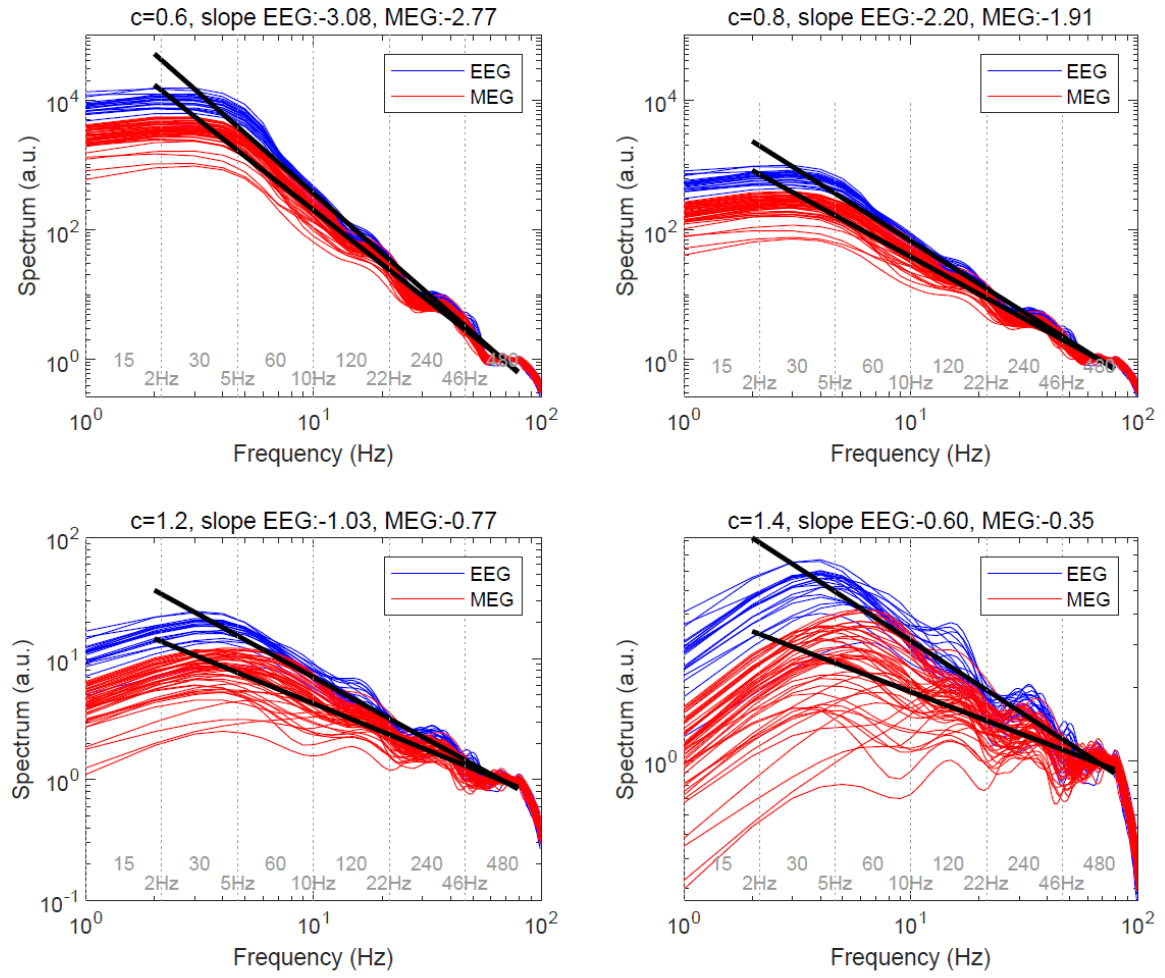 c=0.6, slope EEG:-3.08, MEG:-2.77
Spectrum (a.u.)
10^4
10^2
10^0
EEG
MEG
15 30 60 120 240 480
2Hz 5Hz 10Hz 22Hz 46Hz
10^0 10^1 10^2
Frequency (Hz)
c=0.8, slope EEG:-2.20, MEG:-1.91
Spectrum (a.u.)
10^4
10^2
10^0
EEG
MEG
15 30 60 120 240 480
2Hz 5Hz 10Hz 22Hz 46Hz
10^0 10^1 10^2
Frequency (Hz)
c=1.2, slope EEG:-1.03, MEG:-0.77
Spectrum (a.u.)
10^2
10^1
10^0
10^-1
EEG
MEG
15 30 60 120 240 480
2Hz 5Hz 10Hz 22Hz 46Hz
10^0 10^1 10^2
Frequency (Hz)
c=1.4, slope EEG:-0.60, MEG:-0.35
Spectrum (a.u.)
10^0
EEG
MEG
15 30 60 120 240 480
2Hz 5Hz 10Hz 22Hz 46Hz
10^0 10^1 10^2
Frequency (Hz)